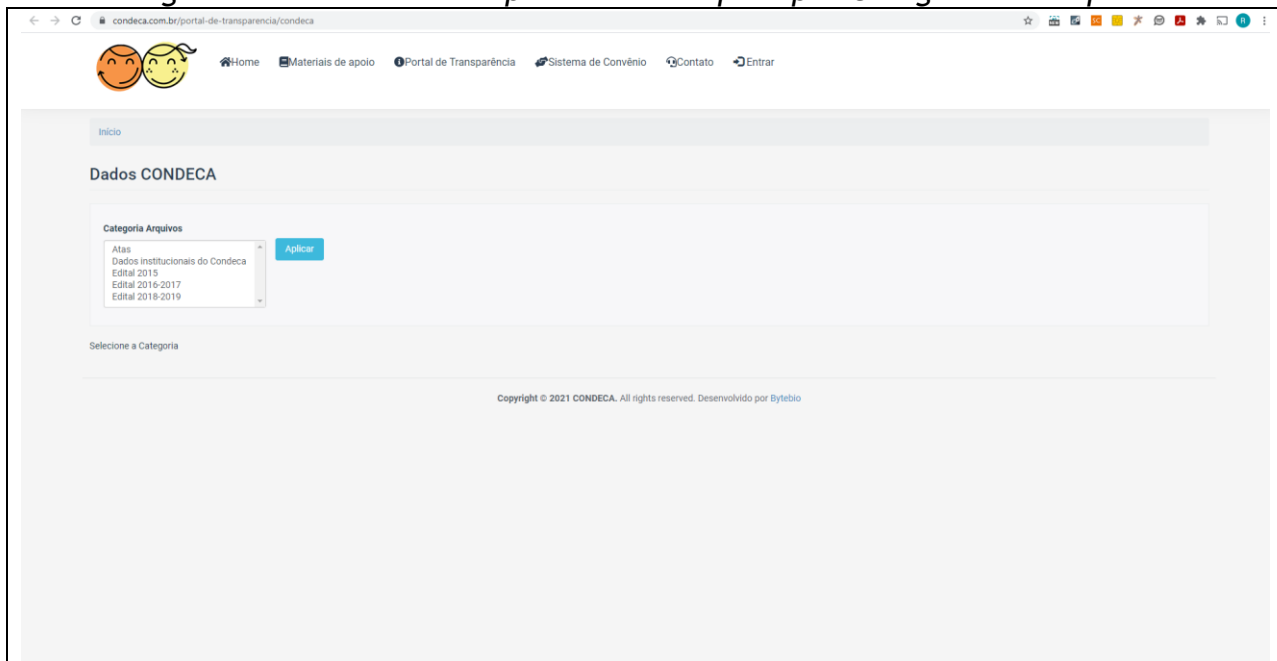 condeca.com.br/portal-de-transparencia/condeca
Home Materiais de apoio Portal de Transparência Sistema de Convênio Contato Entrar
Início
Dados CONDECA
Categoria Arquivos
Atas
Dados institucionais do Condeca
Edital 2015
Edital 2016-2017
Edital 2018-2019
Aplicar
Selecione a Categoria
Copyright © 2021 CONDECA. All rights reserved. Desenvolvido por Bytebio